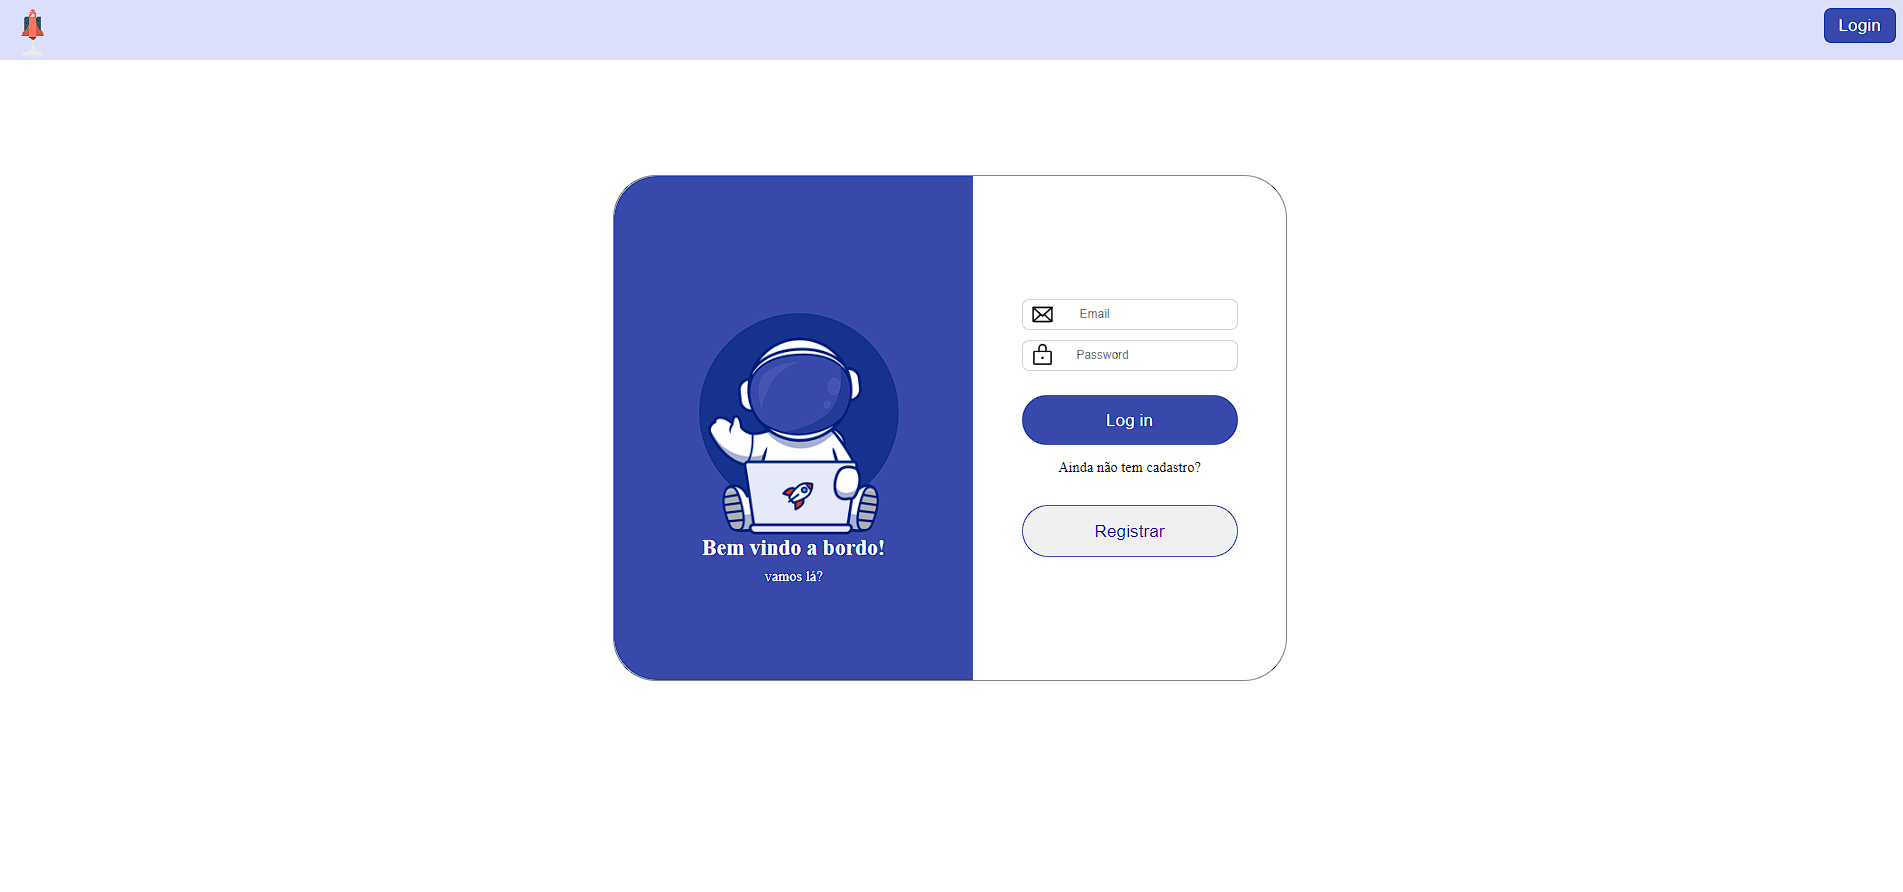 Login
Email
Password
Log in
Ainda não tem cadastro?
Registrar
Bem vindo a bordo!
vamos lá?